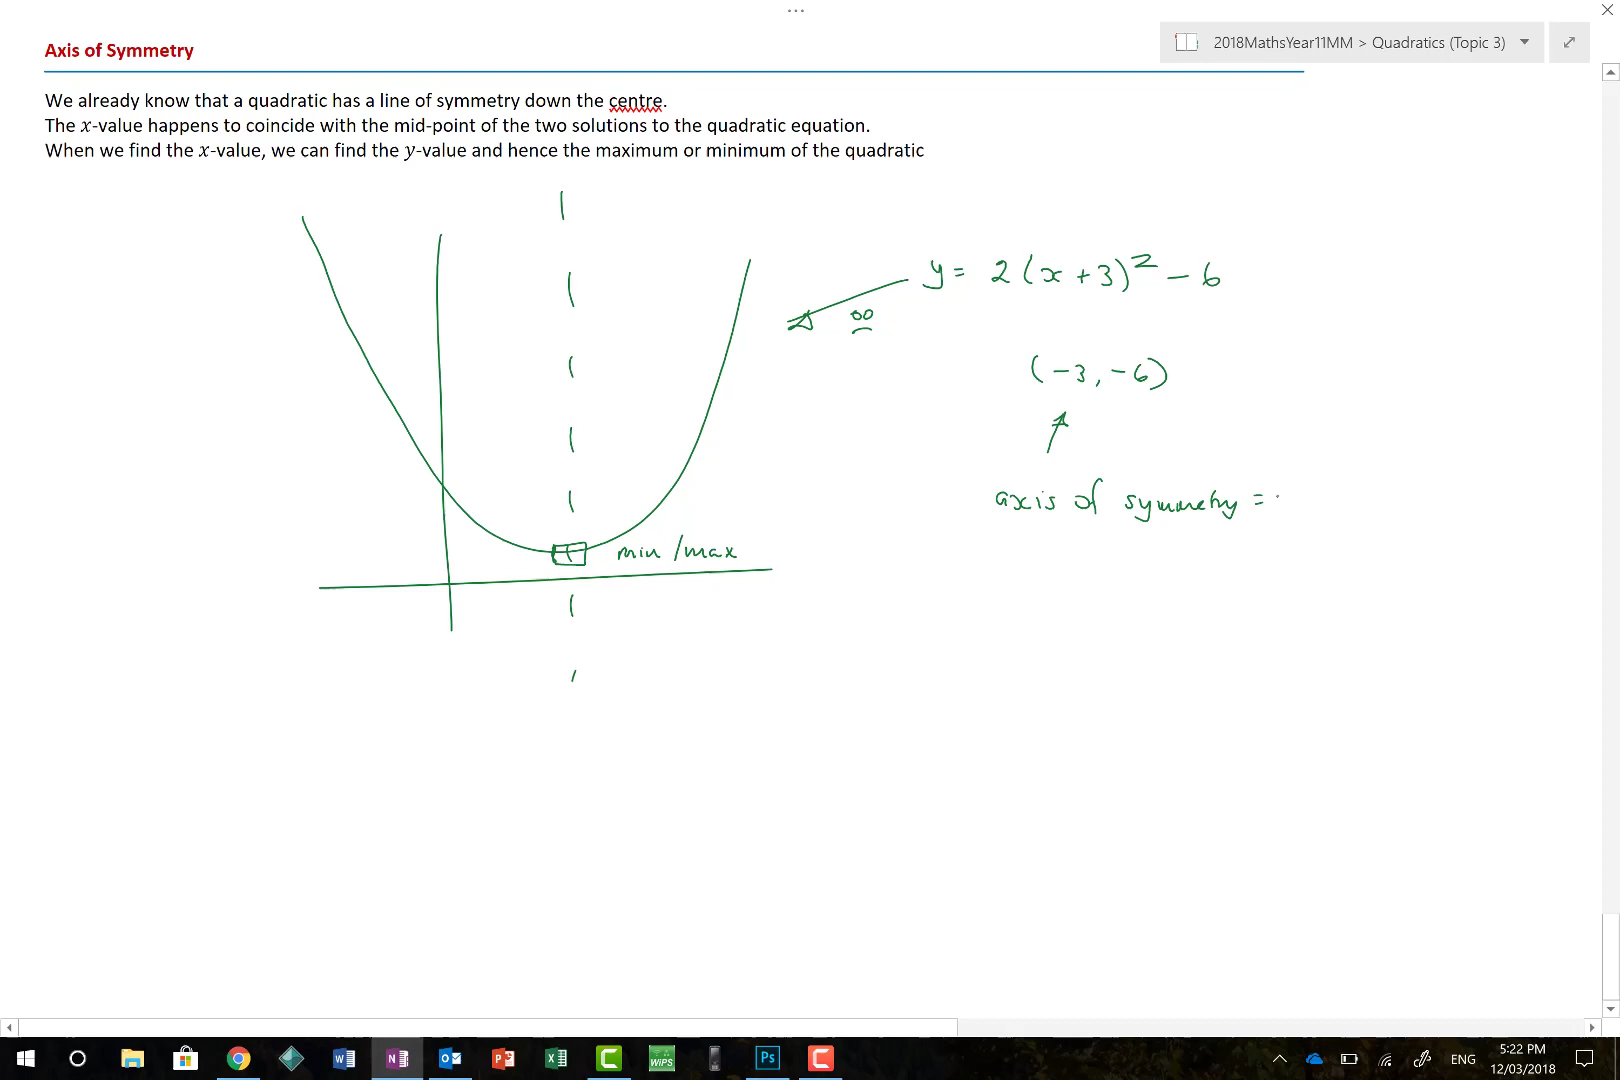 Axis of Symmetry
2018MathsYear11MM > Quadratics (Topic 3)
We already know that a quadratic has a line of symmetry down the centre.
The x-value happens to coincide with the mid-point of the two solutions to the quadratic equation.
When we find the x-value, we can find the y-value and hence the maximum or minimum of the quadratic
y = 2(x+3)² - 6
(-3, -6)
axis of symmetry =
min/max
WiPS
Ps
ENG
5:22 PM
12/03/2018